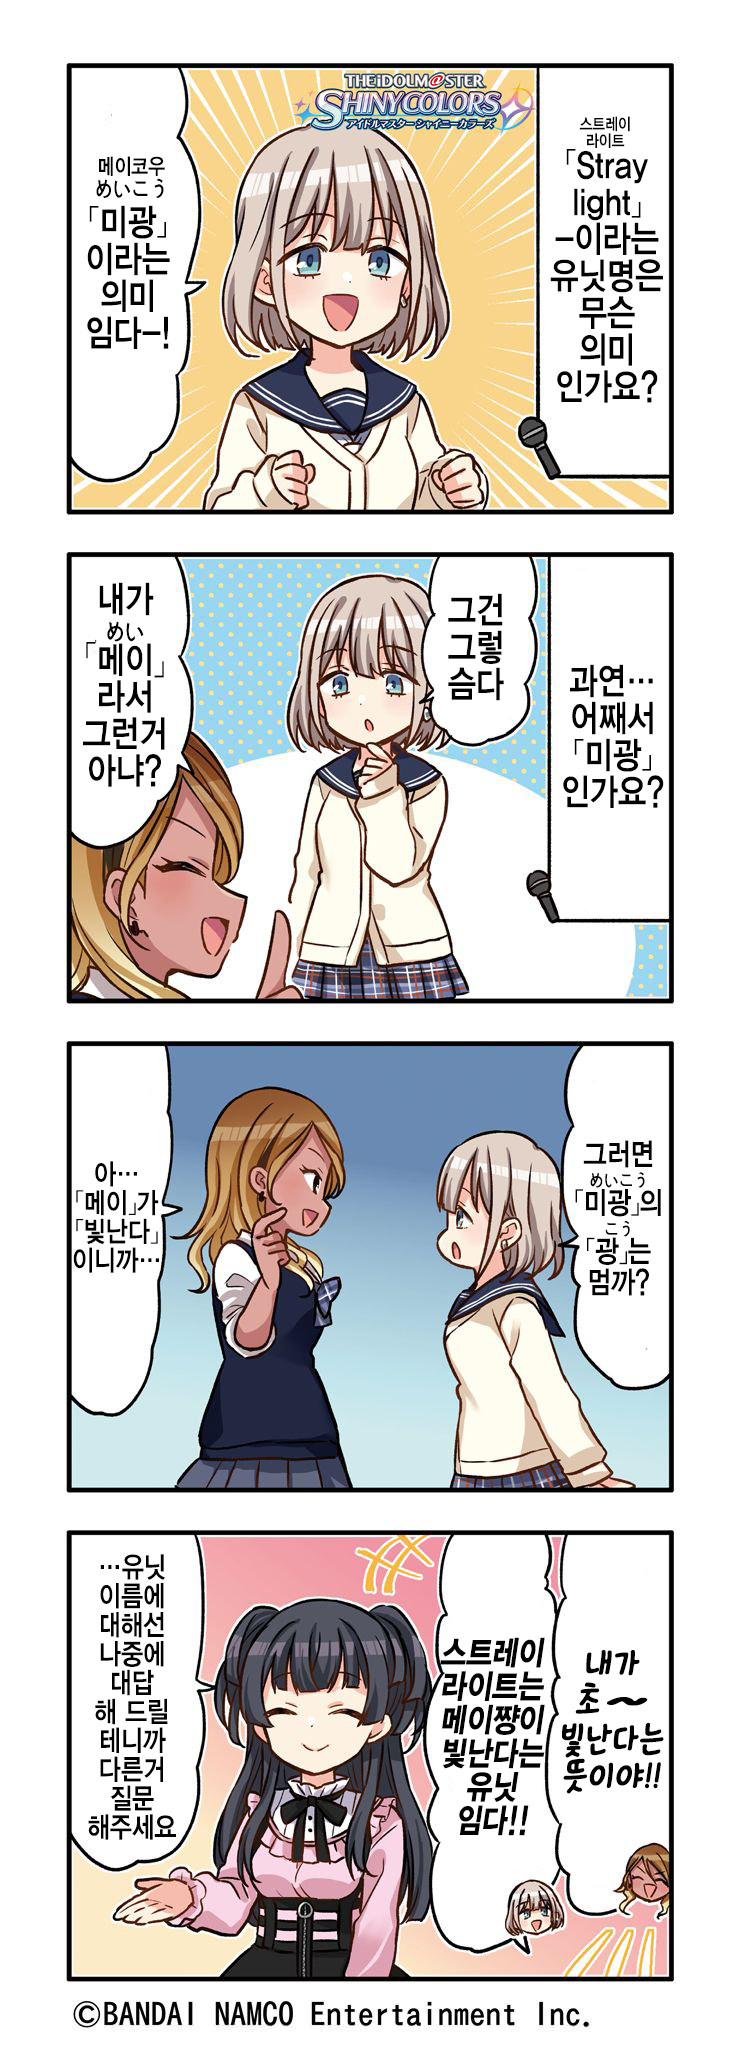 THE iDOLM@STER
SHINY COLORS
アイドルマスター シャイニーカラーズ
스트레이
라이트
「Stray
light」
-이라는
유닛명은
무슨
의미
인가요?
메이코우
めいこう
「미광」
이라는
의미
임다-!
과연…
어째서
「미광」
인가요?
그건
그렇
슴다
내가
めい
「메이」
라서
그런거
아냐?
그러면
めいこう
「미광」의
こう
「광」는
멈까?
아…
「메이」가
「빛난다」
이니까…
내가
초~
빛난다는
뜻이야!!
스트레이
라이트는
메이쨩이
빛난다는
유닛
임다!!
…유닛
이름에
대해선
나중에
대답
해 드릴
테니까
다른거
질문
해주세요
©BANDAI NAMCO Entertainment Inc.